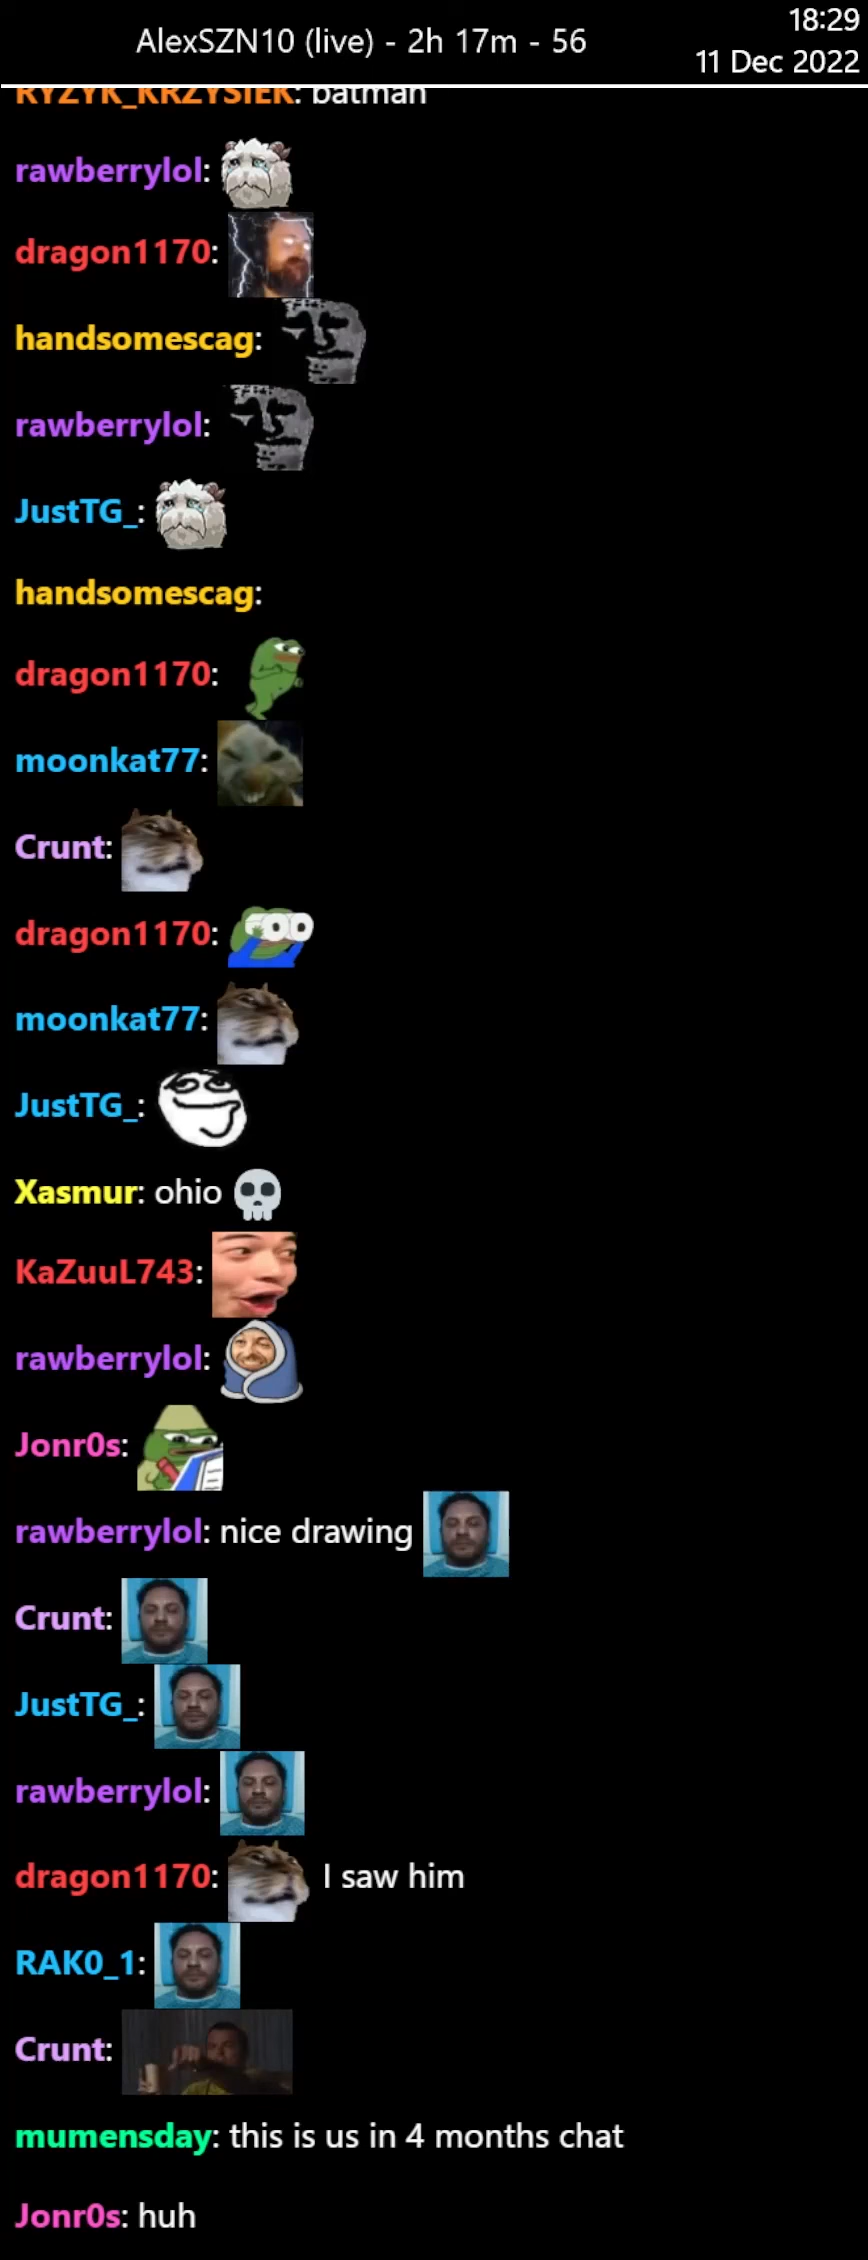 AlexSZN10 (live) - 2h 17m - 56
18:29
11 Dec 2022
RYZYK_KRZYSIEK: batman
rawberrylol:
dragon1170:
handsomescag:
rawberrylol:
JustTG_:
handsomescag:
dragon1170:
moonkat77:
Crunt:
dragon1170:
moonkat77:
JustTG_:
Xasmur: ohio 💀
KaZuuL743:
rawberrylol:
Jonr0s:
rawberrylol: nice drawing
Crunt:
JustTG_:
rawberrylol:
dragon1170: I saw him
RAK0_1:
Crunt:
mumensday: this is us in 4 months chat
Jonr0s: huh